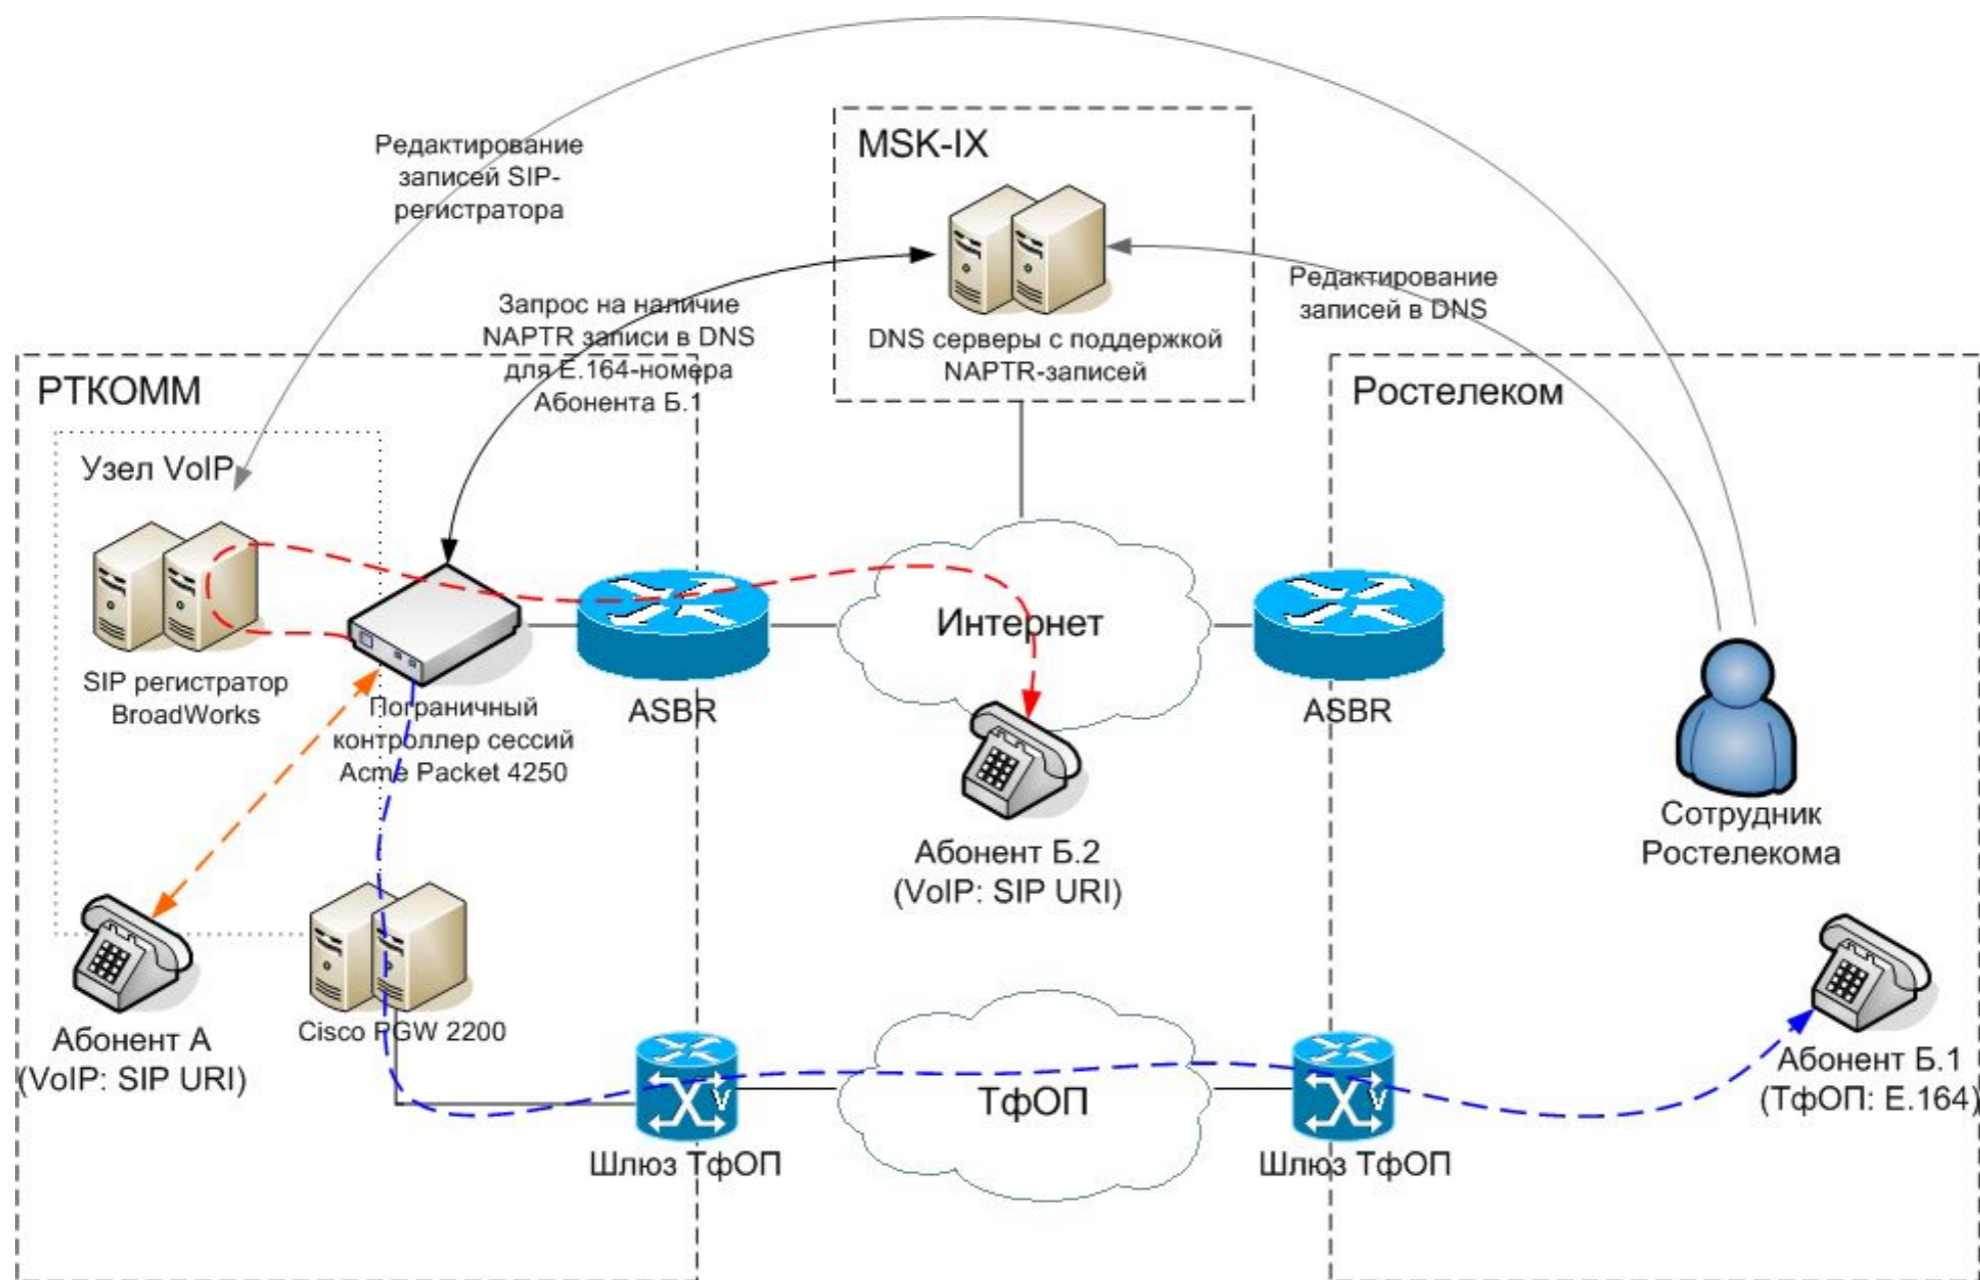 Редактирование
записей SIP-
регистратора
MSK-IX
Запрос на наличие
NAPTR записи в DNS
для E.164-номера
Абонента Б.1
DNS серверы с поддержкой
NAPTR-записей
Редактирование
записей в DNS
РТКОММ
Ростелеком
Узел VoIP
SIP регистратор
BroadWorks
Пограничный
контроллер сессий
Acme Packet 4250
ASBR
Интернет
ASBR
Абонент Б.2
(VoIP: SIP URI)
Сотрудник
Ростелекома
Абонент А
(VoIP: SIP URI)
Cisco PGW 2200
Шлюз ТфОП
ТфОП
Шлюз ТфОП
Абонент Б.1
(ТфОП: E.164)